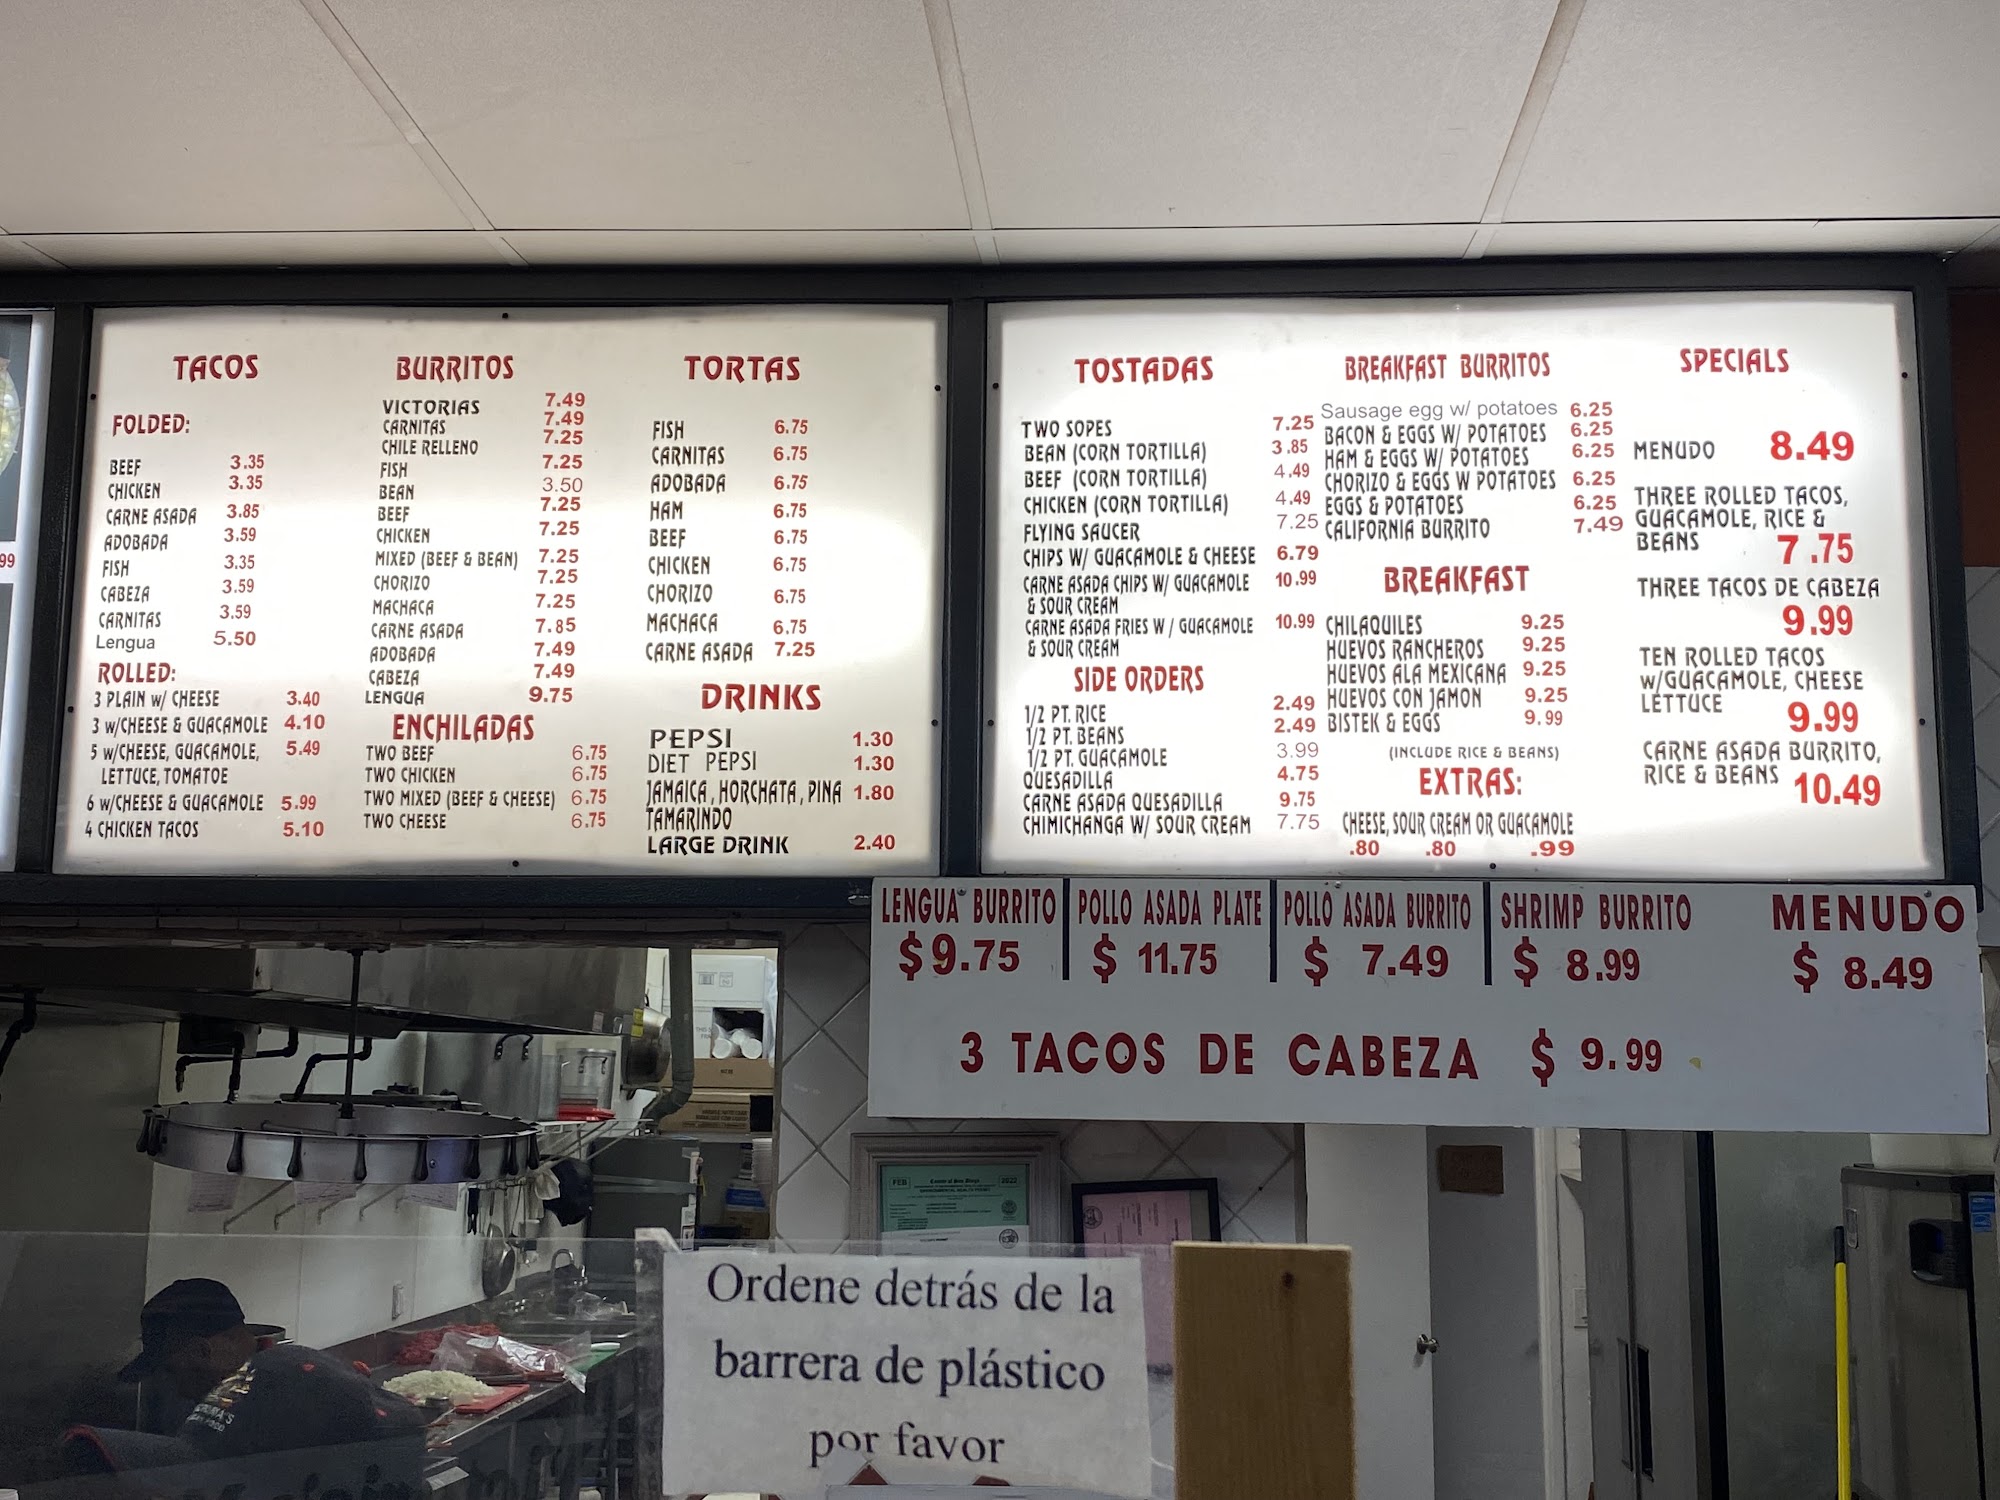 99
TACOS
FOLDED:
BEEF 3.35
CHICKEN 3.35
CARNE ASADA 3.85
ADOBADA 3.59
FISH 3.35
CABEZA 3.59
CARNITAS 3.59
Lengua 5.50
ROLLED:
3 PLAIN w/ CHEESE 3.40
3 w/CHEESE & GUACAMOLE 4.10
5 w/CHEESE, GUACAMOLE, 5.49
LETTUCE, TOMATOE
6 w/CHEESE & GUACAMOLE 5.99
4 CHICKEN TACOS 5.10
BURRITOS
VICTORIAS 7.49
CARNITAS 7.49
CHILE RELLENO 7.25
FISH 7.25
BEAN 3.50
BEEF 7.25
CHICKEN 7.25
MIXED (BEEF & BEAN) 7.25
CHORIZO 7.25
MACHACA 7.25
CARNE ASADA 7.85
ADOBADA 7.49
CABEZA 7.49
LENGUA 9.75
ENCHILADAS
TWO BEEF 6.75
TWO CHICKEN 6.75
TWO MIXED (BEEF & CHEESE) 6.75
TWO CHEESE 6.75
TORTAS
FISH 6.75
CARNITAS 6.75
ADOBADA 6.75
HAM 6.75
BEEF 6.75
CHICKEN 6.75
CHORIZO 6.75
MACHACA 6.75
CARNE ASADA 7.25
DRINKS
PEPSI 1.30
DIET PEPSI 1.30
JAMAICA, HORCHATA, PINA 1.80
TAMARINDO
LARGE DRINK 2.40
TOSTADAS
TWO SOPES 7.25
BEAN (CORN TORTILLA) 3.85
BEEF (CORN TORTILLA) 4.49
CHICKEN (CORN TORTILLA) 4.49
FLYING SAUCER 7.25
CHIPS W/ GUACAMOLE & CHEESE 6.79
CARNE ASADA CHIPS W/ GUACAMOLE 10.99
& SOUR CREAM
CARNE ASADA FRIES W/ GUACAMOLE 10.99
& SOUR CREAM
SIDE ORDERS
1/2 PT. RICE 2.49
1/2 PT. BEANS 2.49
1/2 PT. GUACAMOLE 3.99
QUESADILLA 4.75
CARNE ASADA QUESADILLA 9.75
CHIMICHANGA W/ SOUR CREAM 7.75
BREAKFAST BURRITOS
Sausage egg w/ potatoes 6.25
BACON & EGGS W/ POTATOES 6.25
HAM & EGGS W/ POTATOES 6.25
CHORIZO & EGGS W POTATOES 6.25
EGGS & POTATOES 6.25
CALIFORNIA BURRITO 7.49
BREAKFAST
CHILAQUILES 9.25
HUEVOS RANCHEROS 9.25
HUEVOS ALA MEXICANA 9.25
HUEVOS CON JAMON 9.25
BISTEK & EGGS 9.99
(INCLUDE RICE & BEANS)
EXTRAS:
CHEESE, SOUR CREAM OR GUACAMOLE
.80 .80 .99
SPECIALS
MENUDO 8.49
THREE ROLLED TACOS,
GUACAMOLE, RICE &
BEANS 7.75
THREE TACOS DE CABEZA
9.99
TEN ROLLED TACOS
w/GUACAMOLE, CHEESE
LETTUCE 9.99
CARNE ASADA BURRITO,
RICE & BEANS 10.49
LENGUA BURRITO POLLO ASADA PLATE POLLO ASADA BURRITO SHRIMP BURRITO MENUDO
$9.75 $ 11.75 $ 7.49 $ 8.99 $ 8.49
3 TACOS DE CABEZA $ 9.99
FEB County of San Diego 2022
Ordene detrás de la
barrera de plástico
por favor